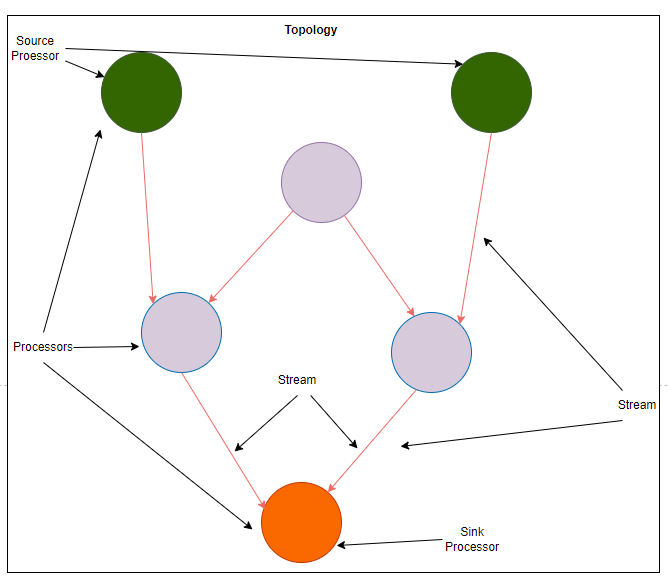 Topology
Source
Proessor
Processors
Stream
Stream
Sink
Processor